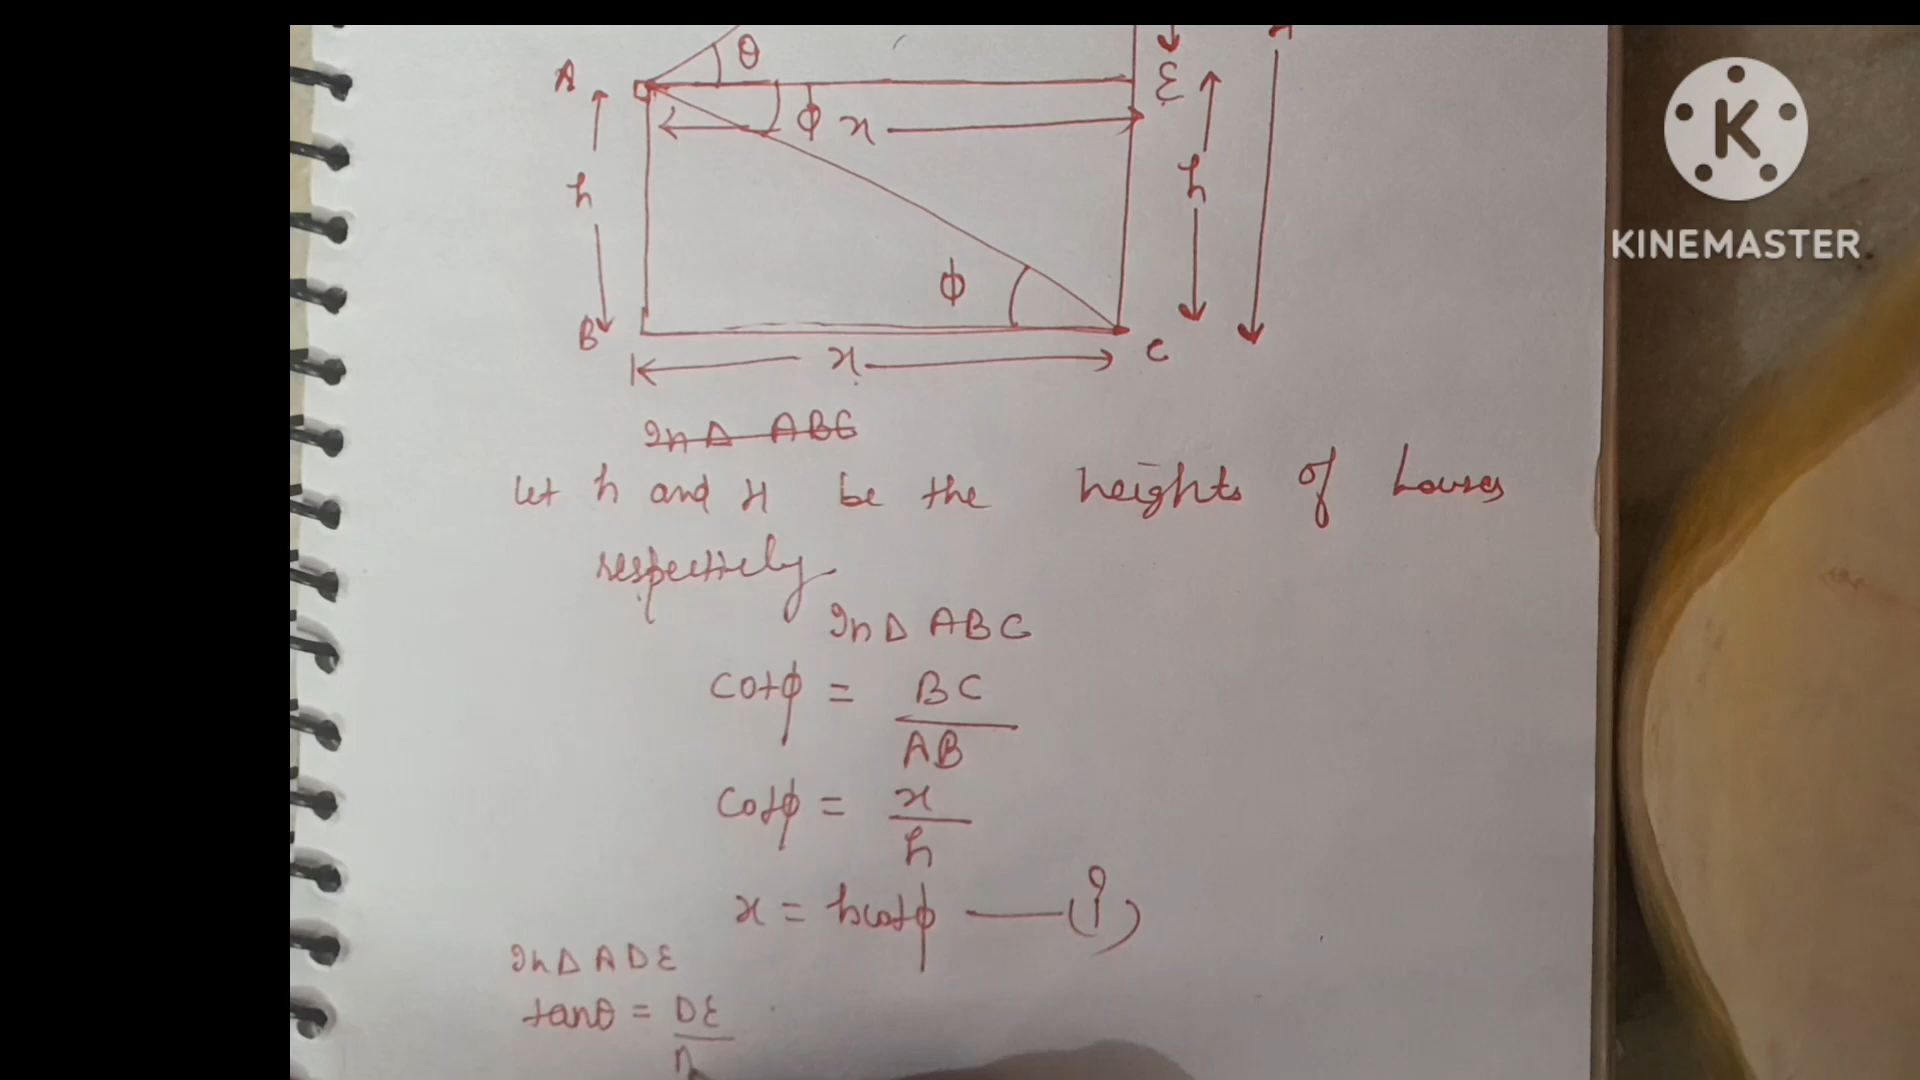 θ
A
ε
ϕ x
h
h
ϕ
B
x
C
In Δ ABC
Let h and H be the heights of houses
respectively
In Δ ABC
cotϕ = BC
AB
cotϕ = x
h
x = hcotϕ — (i)
In Δ ADE
tanθ = DE
K
KINEMASTER